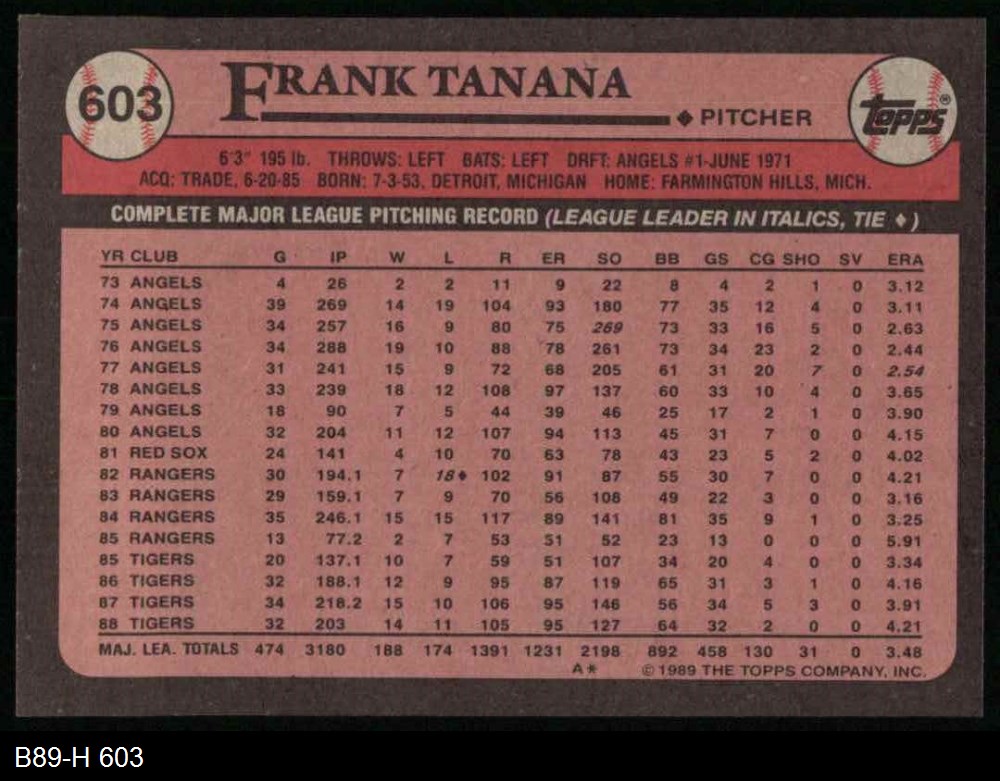 603
FRANK TANANA
◆ PITCHER
Topps®
6'3" 195 lb. THROWS: LEFT BATS: LEFT DRFT: ANGELS #1-JUNE 1971
ACQ: TRADE, 6-20-85 BORN: 7-3-53, DETROIT, MICHIGAN HOME: FARMINGTON HILLS, MICH.
COMPLETE MAJOR LEAGUE PITCHING RECORD (LEAGUE LEADER IN ITALICS, TIE ♦)
YR CLUB G IP W L R ER SO BB GS CG SHO SV ERA
73 ANGELS 4 26 2 2 11 9 22 8 4 2 1 0 3.12
74 ANGELS 39 269 14 19 104 93 180 77 35 12 4 0 3.11
75 ANGELS 34 257 16 9 80 75 269 73 33 16 5 0 2.63
76 ANGELS 34 288 19 10 88 78 261 73 34 23 2 0 2.44
77 ANGELS 31 241 15 9 72 68 205 61 31 20 7 0 2.54
78 ANGELS 33 239 18 12 108 97 137 60 33 10 4 0 3.65
79 ANGELS 18 90 7 5 44 39 46 25 17 2 1 0 3.90
80 ANGELS 32 204 11 12 107 94 113 45 31 7 0 0 4.15
81 RED SOX 24 141 4 10 70 63 78 43 23 5 2 0 4.02
82 RANGERS 30 194.1 7 18♦ 102 91 87 55 30 7 0 0 4.21
83 RANGERS 29 159.1 7 9 70 56 108 49 22 3 0 0 3.16
84 RANGERS 35 246.1 15 15 117 89 141 81 35 9 1 0 3.25
85 RANGERS 13 77.2 2 7 53 51 52 23 13 0 0 0 5.91
85 TIGERS 20 137.1 10 7 59 51 107 34 20 4 0 0 3.34
86 TIGERS 32 188.1 12 9 95 87 119 65 31 3 1 0 4.16
87 TIGERS 34 218.2 15 10 106 95 146 56 34 5 3 0 3.91
88 TIGERS 32 203 14 11 105 95 127 64 32 2 0 0 4.21
MAJ. LEA. TOTALS 474 3180 188 174 1391 1231 2198 892 458 130 31 0 3.48
A* © 1989 THE TOPPS COMPANY, INC.
B89-H 603